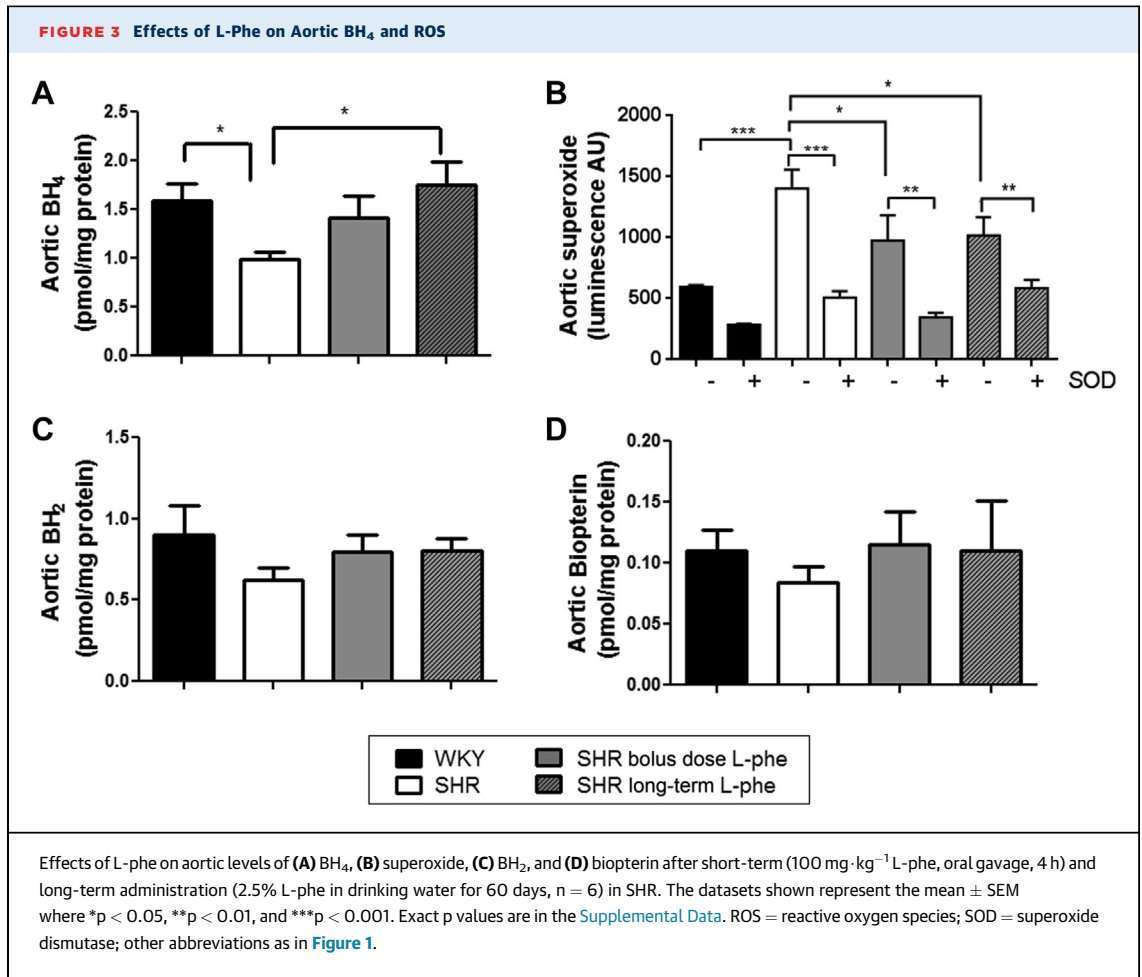 FIGURE 3 Effects of L-Phe on Aortic BH4 and ROS
A
Aortic BH4
(pmol/mg protein)
2.5
2.0
1.5
1.0
0.5
0.0
*
*
B
Aortic superoxide
(luminescence AU)
2000
1500
1000
500
0
***
***
*
**
*
**
- + - + - + - + SOD
C
Aortic BH2
(pmol/mg protein)
1.5
1.0
0.5
0.0
D
Aortic Biopterin
(pmol/mg protein)
0.20
0.15
0.10
0.05
0.00
WKY
SHR
SHR bolus dose L-phe
SHR long-term L-phe
Effects of L-phe on aortic levels of (A) BH4, (B) superoxide, (C) BH2, and (D) biopterin after short-term (100 mg·kg−1 L-phe, oral gavage, 4 h) and
long-term administration (2.5% L-phe in drinking water for 60 days, n = 6) in SHR. The datasets shown represent the mean ± SEM
where *p < 0.05, **p < 0.01, and ***p < 0.001. Exact p values are in the Supplemental Data. ROS = reactive oxygen species; SOD = superoxide
dismutase; other abbreviations as in Figure 1.